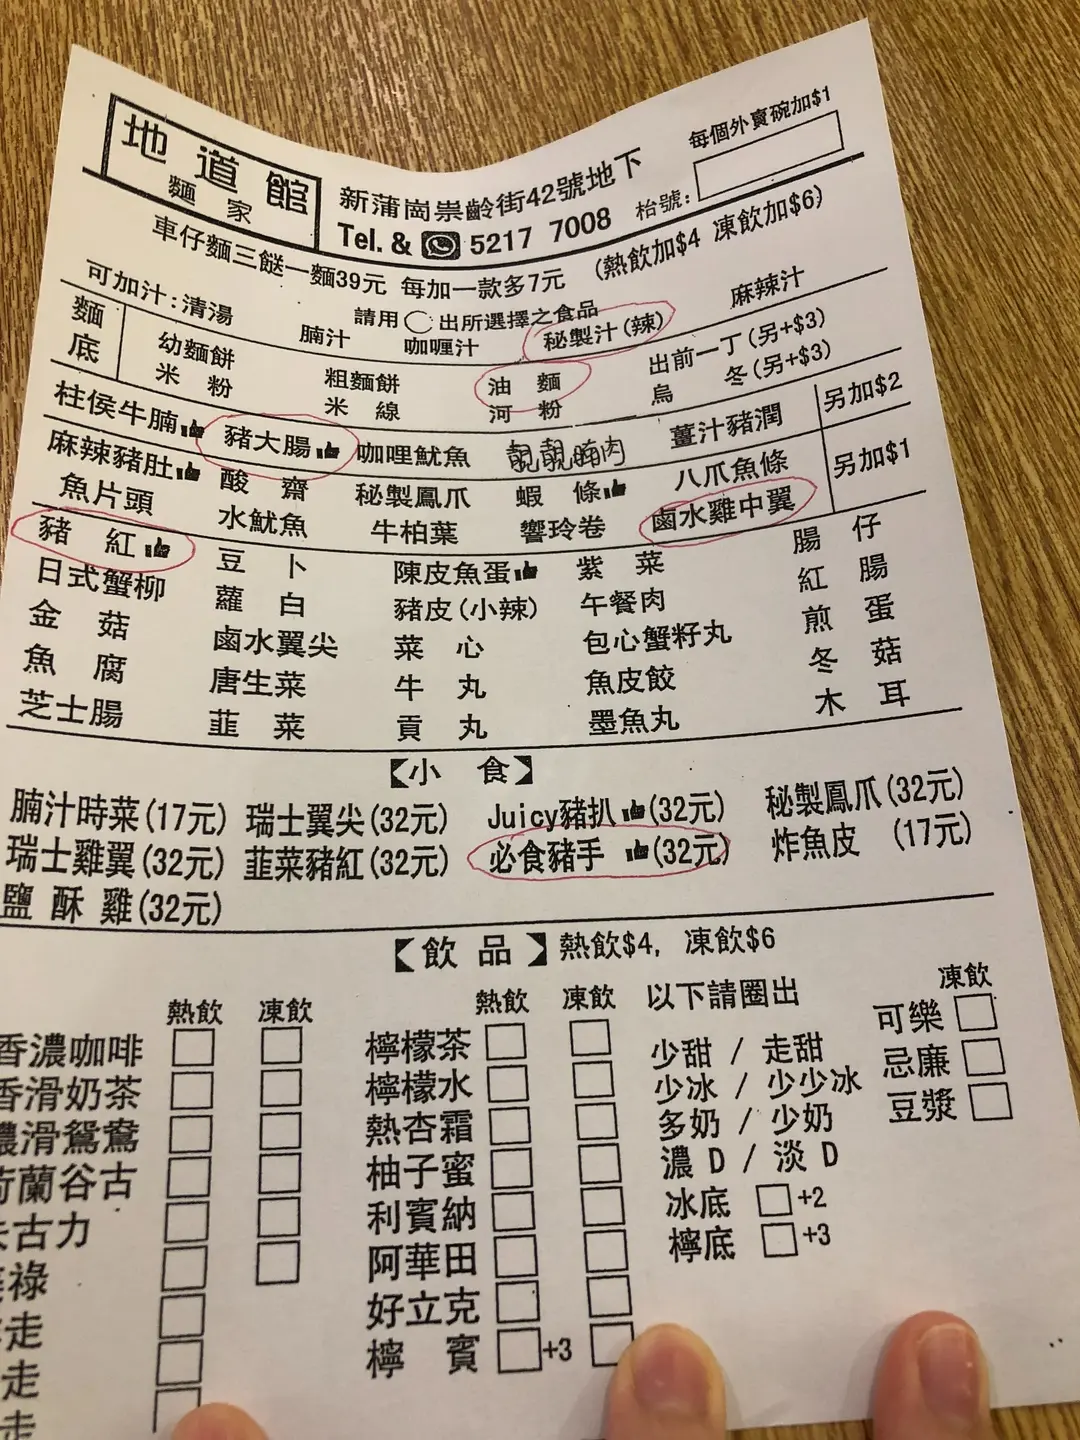 地道館
麵家
新蒲崗崇齡街42號地下
Tel. & 5217 7008
每個外賣碗加$1
枱號:
車仔麵三餸一麵39元 每加一款多7元 (熱飲加$4 凍飲加$6)
請用 出所選擇之食品
可加汁:清湯 腩汁 咖喱汁 秘製汁(辣) 麻辣汁
麵底
幼麵餅 粗麵餅 油麵 出前一丁(另+$3)
米粉 米線 河粉 烏冬(另+$3)
柱侯牛腩 豬大腸 咖哩魷魚 薑汁豬潤 另加$2
麻辣豬肚 酸齋 秘製鳳爪 蝦條 八爪魚條 另加$1
魚片頭 水魷魚 牛柏葉 響玲卷 鹵水雞中翼
豬紅 豆卜 陳皮魚蛋 紫菜 腸仔
日式蟹柳 蘿白 豬皮(小辣) 午餐肉 紅腸
金菇 鹵水翼尖 菜心 包心蟹籽丸 煎蛋
魚腐 唐生菜 牛丸 魚皮餃 冬菇
芝士腸 韮菜 貢丸 墨魚丸 木耳
【小食】
腩汁時菜(17元) 瑞士翼尖(32元) Juicy豬扒(32元) 秘製鳳爪(32元)
瑞士雞翼(32元) 韮菜豬紅(32元) 必食豬手(32元) 炸魚皮(17元)
鹽酥雞(32元)
【飲品】熱飲$4, 凍飲$6
熱飲 凍飲 熱飲 凍飲 以下請圈出 凍飲
香濃咖啡 檸檬茶 少甜 / 走甜 可樂
香滑奶茶 檸檬水 少冰 / 少少冰 忌廉
濃滑鴛鴦 熱杏霜 多奶 / 少奶 豆漿
荷蘭谷古 柚子蜜 濃D / 淡D
古力 利賓納 冰底 +2
祿 阿華田 檸底 +3
走 好立克
走 檸賓 +3
走